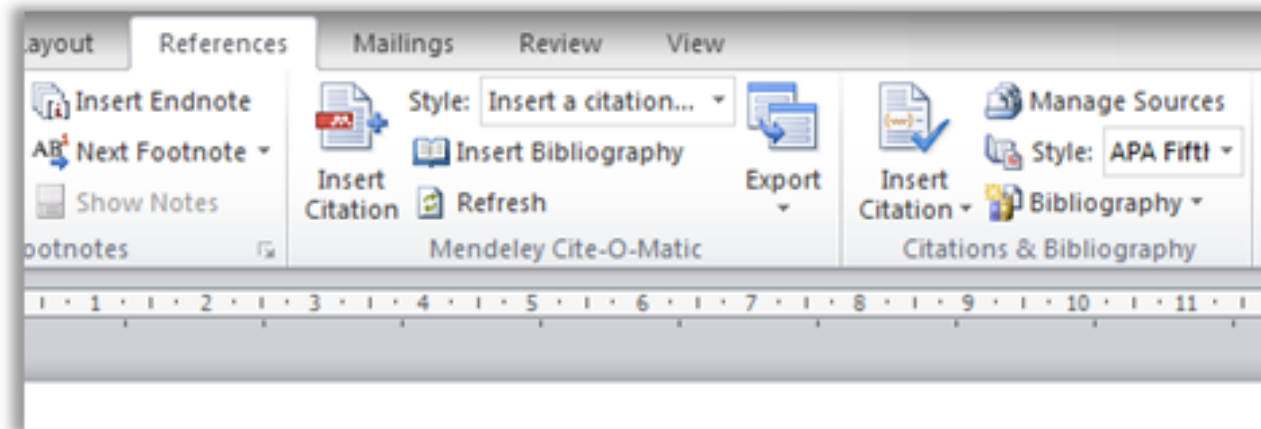 ayout References Mailings Review View
Insert Endnote
AB¹ Next Footnote
Show Notes
ootnotes
Insert
Citation
Style: Insert a citation...
Insert Bibliography
Refresh
Export
Mendeley Cite-O-Matic
Insert
Citation
Manage Sources
Style: APA Fiftl
Bibliography
Citations & Bibliography
1 2 3 4 5 6 7 8 9 10 11